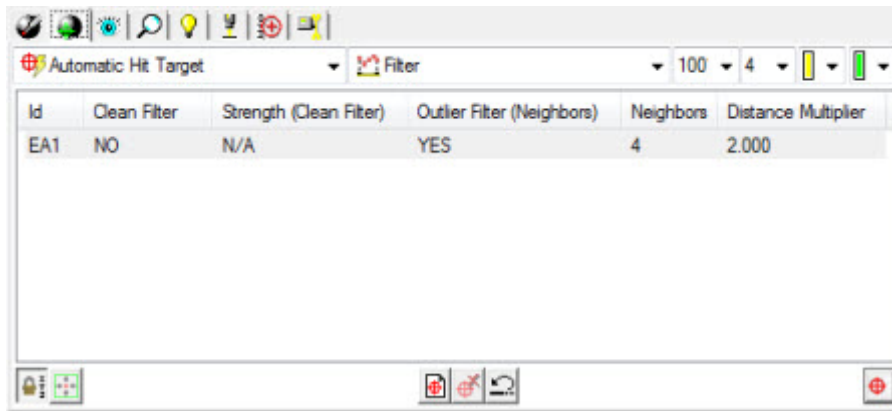 Automatic Hit Target Filter 100 4
Id Clean Filter Strength (Clean Filter) Outlier Filter (Neighbors) Neighbors Distance Multiplier
EA1 NO N/A YES 4 2.000